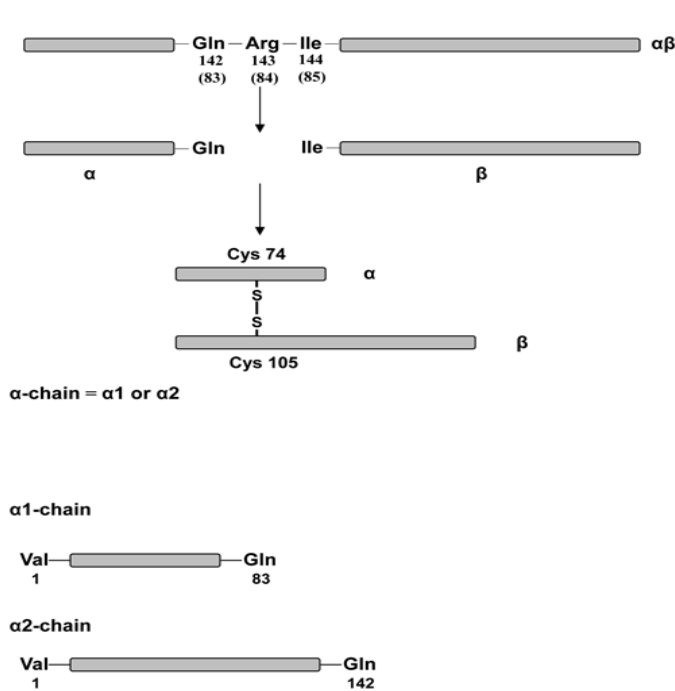 Gln – Arg – Ile αβ
142 143 144
(83) (84) (85)
Gln Ile
α β
Cys 74
α
S
S
β
Cys 105
α-chain = α1 or α2
α1-chain
Val Gln
1 83
α2-chain
Val Gln
1 142